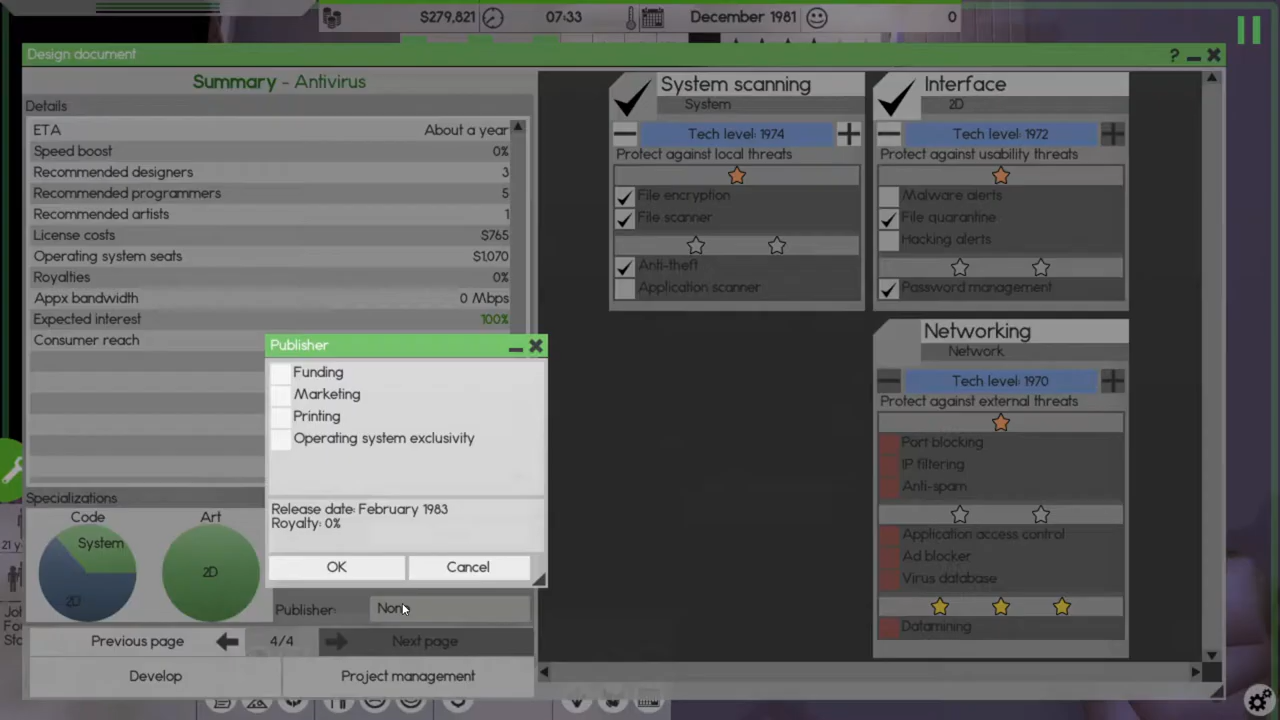 $279,821
07:33
December 1981
0
Design document
?
Summary - Antivirus
Details
ETA About a year
Speed boost 0%
Recommended designers 3
Recommended programmers 5
Recommended artists 1
License costs $765
Operating system seats $1,070
Royalties 0%
Appx bandwidth 0 Mbps
Expected interest 100%
Consumer reach
Specializations
Code
Art
System
2D
2D
Publisher
Funding
Marketing
Printing
Operating system exclusivity
Release date: February 1983
Royalty: 0%
OK
Cancel
Publisher:
Previous page
4/4
Next page
Develop
Project management
System scanning
System
Tech level: 1974
Protect against local threats
File encryption
File scanner
Anti-theft
Application scanner
Interface
2D
Tech level: 1972
Protect against usability threats
Malware alerts
File quarantine
Hacking alerts
Password management
Networking
Network
Tech level: 1970
Protect against external threats
Port blocking
IP filtering
Anti-spam
Application access control
Ad blocker
Virus database
Datamining